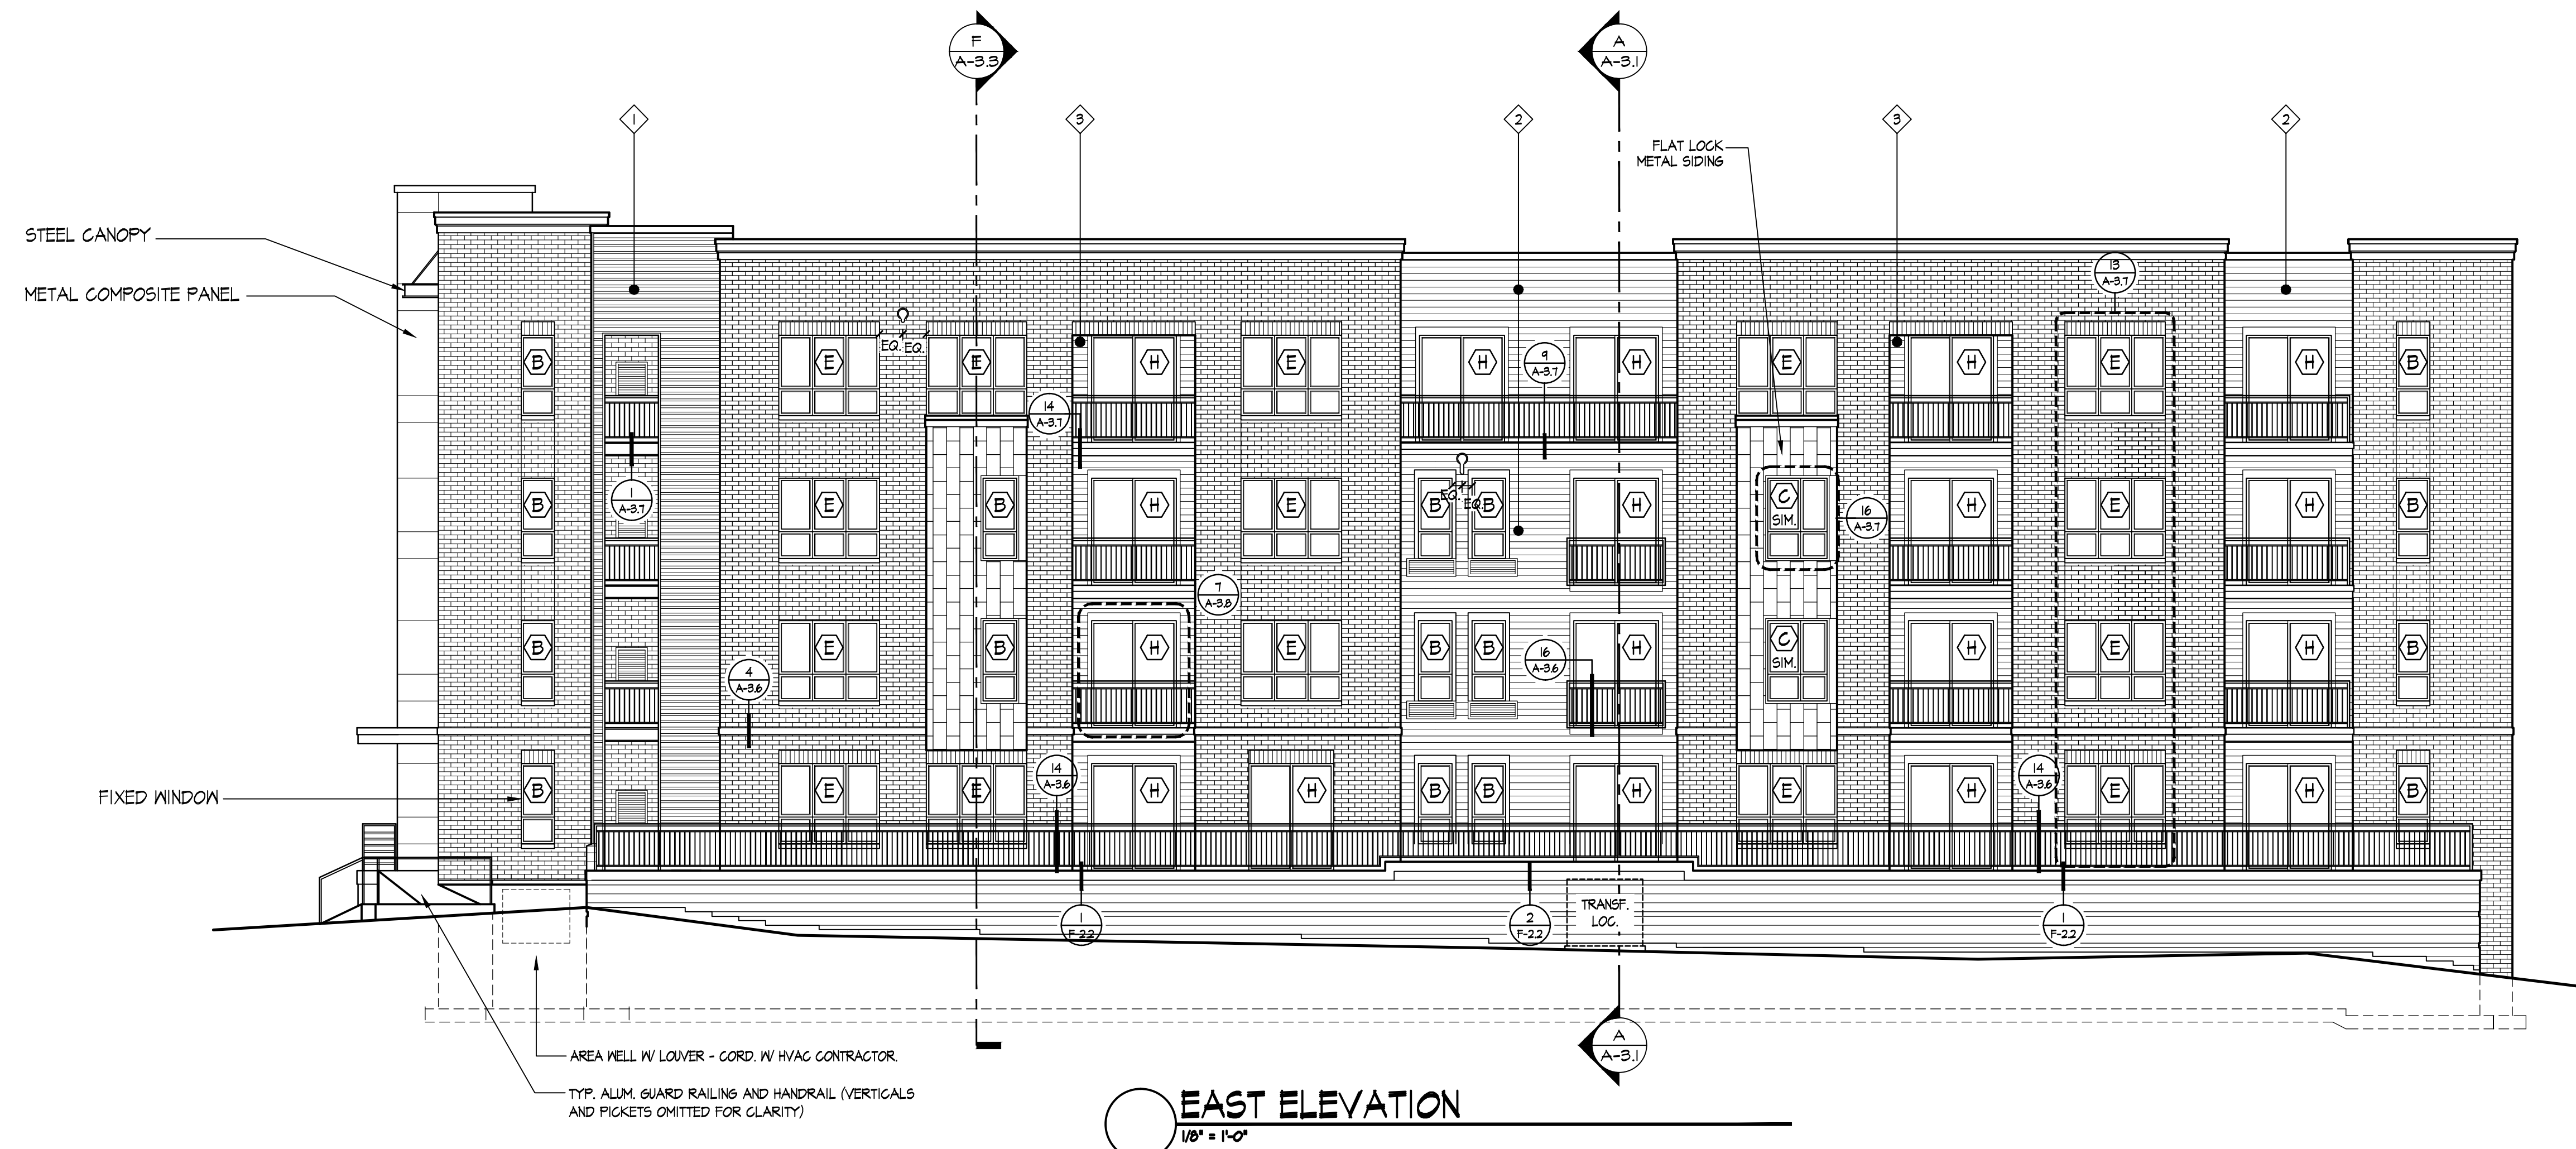 F
A-3.3
A
A-3.1
1
3
2
3
2
FLAT LOCK
METAL SIDING
STEEL CANOPY
METAL COMPOSITE PANEL
13
A-3.7
EQ. EQ.
B
E
E
H
E
H
H
E
H
E
H
B
9
A-3.7
14
A-3.7
1
A-3.7
EQ.
EQ.
B
E
B
H
E
B
B
H
C
SIM.
H
E
H
B
16
A-3.7
7
A-3.8
B
E
B
H
E
B
B
H
C
SIM.
H
E
H
B
16
A-3.6
4
A-3.6
14
A-3.6
14
A-3.6
FIXED WINDOW
B
E
E
H
H
B
B
H
E
H
E
H
B
TRANSF.
LOC.
1
F-2.2
2
F-2.2
1
F-2.2
AREA WELL W/ LOUVER - CORD. W/ HVAC CONTRACTOR.
A
A-3.1
TYP. ALUM. GUARD RAILING AND HANDRAIL (VERTICALS
AND PICKETS OMITTED FOR CLARITY)
EAST ELEVATION
1/8" = 1'-0"